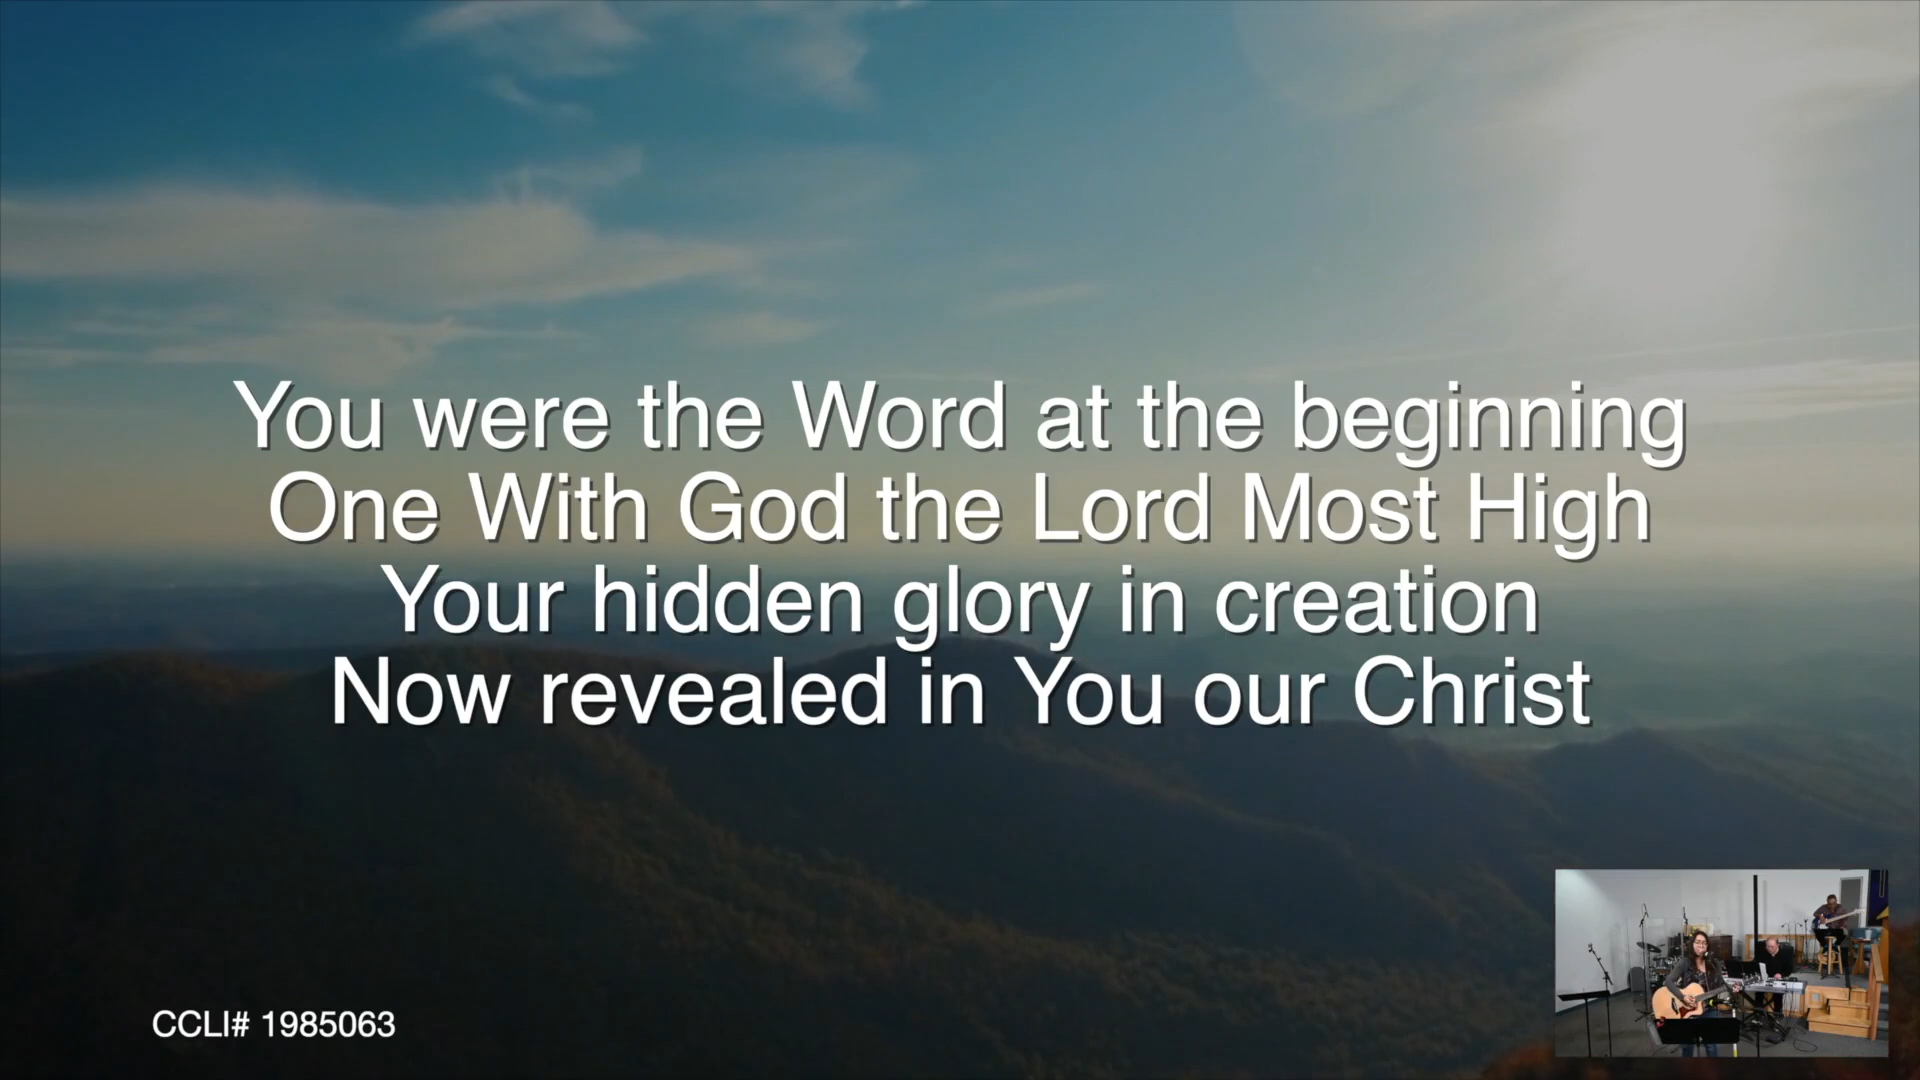 You were the Word at the beginning
One With God the Lord Most High
Your hidden glory in creation
Now revealed in You our Christ
CCLI# 1985063